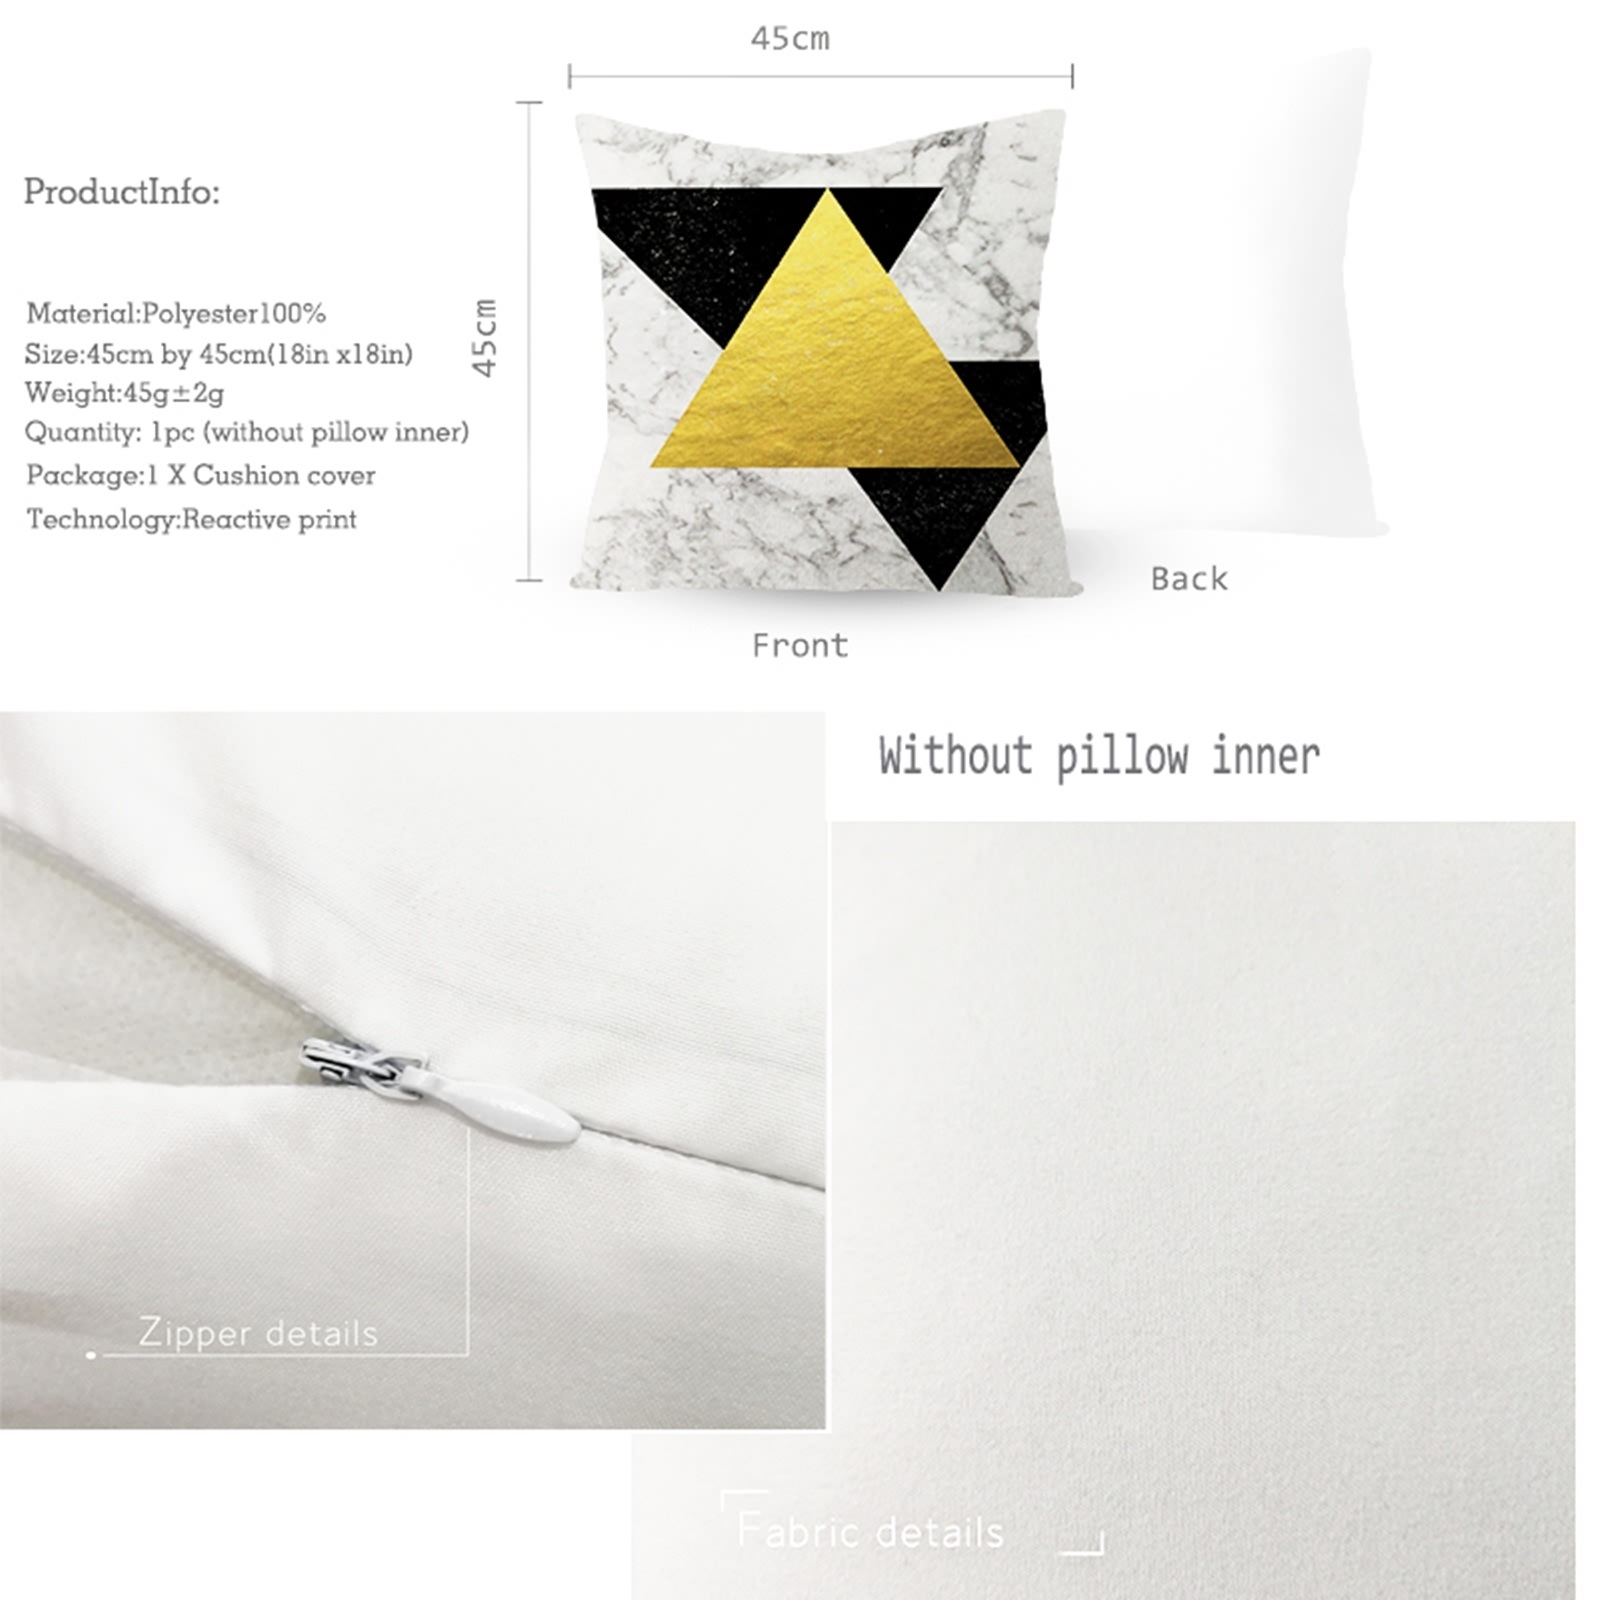 45cm
45cm
ProductInfo:
Material:Polyester100%
Size:45cm by 45cm(18in x18in)
Weight:45g±2g
Quantity: 1pc (without pillow inner)
Package:1 X Cushion cover
Technology:Reactive print
Back
Front
Without pillow inner
Zipper details
Fabric details